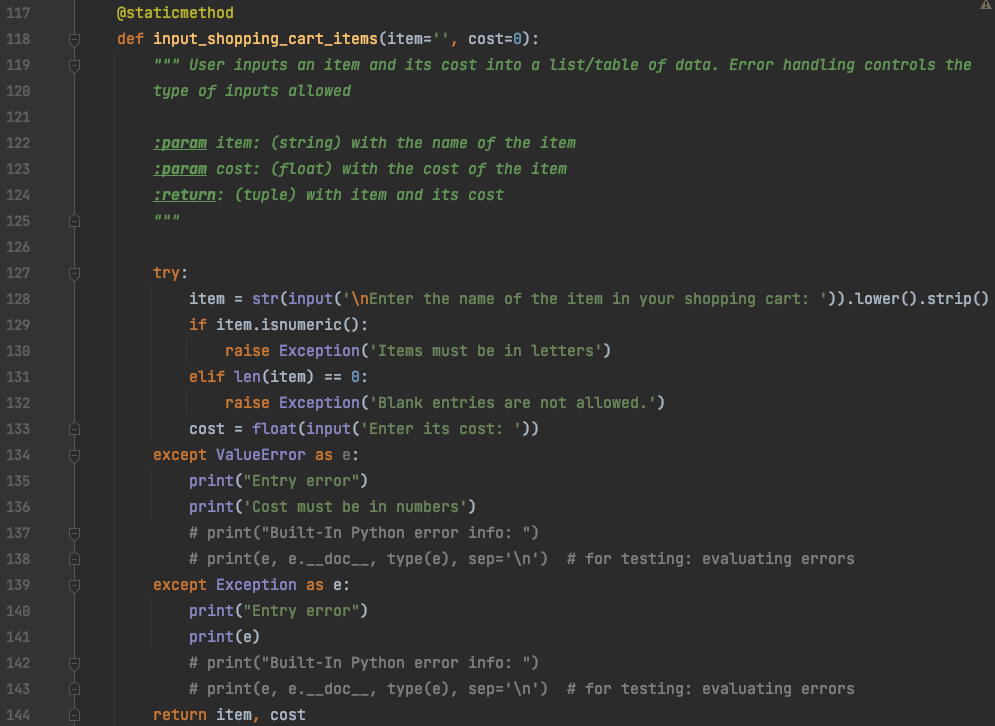 117 @staticmethod
118 def input_shopping_cart_items(item='', cost=0):
119 """ User inputs an item and its cost into a list/table of data. Error handling controls the
120 type of inputs allowed
121
122 :param item: (string) with the name of the item
123 :param cost: (float) with the cost of the item
124 :return: (tuple) with item and its cost
125 """
126
127 try:
128 item = str(input('\nEnter the name of the item in your shopping cart: ')).lower().strip()
129 if item.isnumeric():
130 raise Exception('Items must be in letters')
131 elif len(item) == 0:
132 raise Exception('Blank entries are not allowed.')
133 cost = float(input('Enter its cost: '))
134 except ValueError as e:
135 print("Entry error")
136 print('Cost must be in numbers')
137 # print("Built-In Python error info: ")
138 # print(e, e.__doc__, type(e), sep='\n')  # for testing: evaluating errors
139 except Exception as e:
140 print("Entry error")
141 print(e)
142 # print("Built-In Python error info: ")
143 # print(e, e.__doc__, type(e), sep='\n')  # for testing: evaluating errors
144 return item, cost